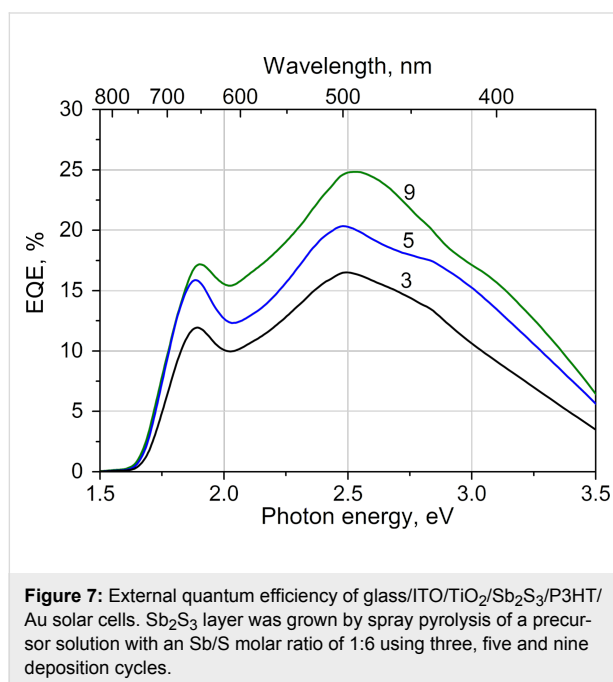 Wavelength, nm
800 700 600 500 400
30
25
20
15
10
5
0
EQE, %
9
5
3
1.5 2.0 2.5 3.0 3.5
Photon energy, eV
Figure 7: External quantum efficiency of glass/ITO/TiO₂/Sb₂S₃/P3HT/
Au solar cells. Sb₂S₃ layer was grown by spray pyrolysis of a precur-
sor solution with an Sb/S molar ratio of 1:6 using three, five and nine
deposition cycles.